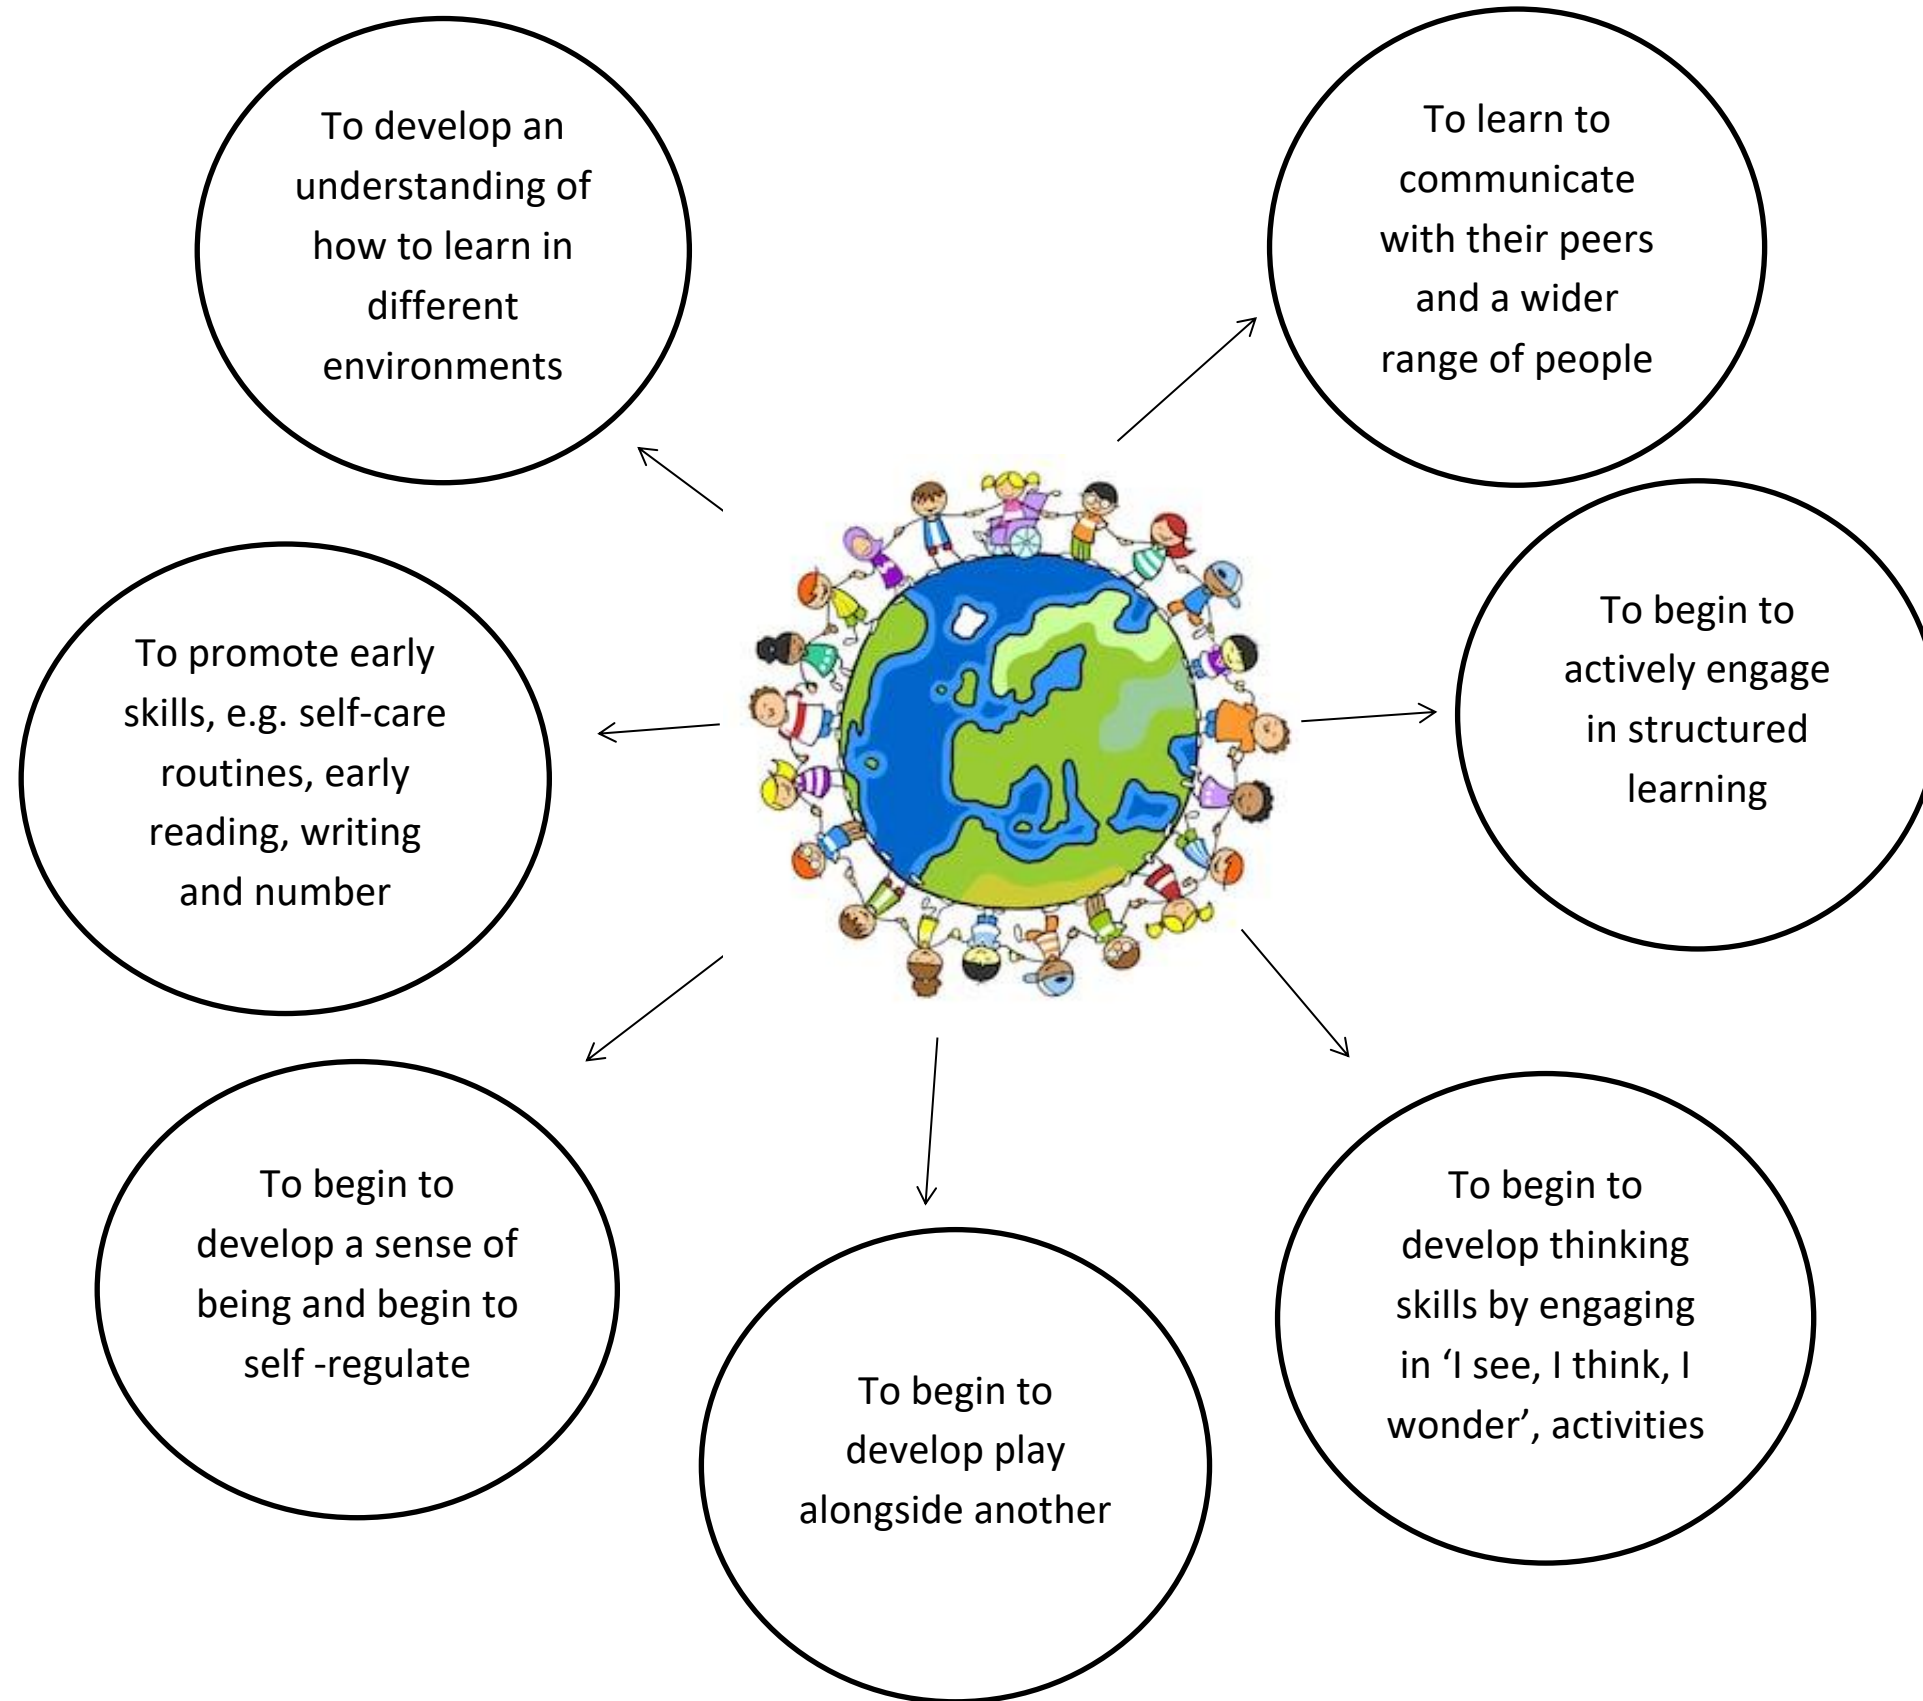 To develop an
understanding of
how to learn in
different
environments
To learn to
communicate
with their peers
and a wider
range of people
To promote early
skills, e.g. self-care
routines, early
reading, writing
and number
To begin to
actively engage
in structured
learning
To begin to
develop a sense of
being and begin to
self -regulate
To begin to
develop play
alongside another
To begin to
develop thinking
skills by engaging
in ‘I see, I think, I
wonder’, activities